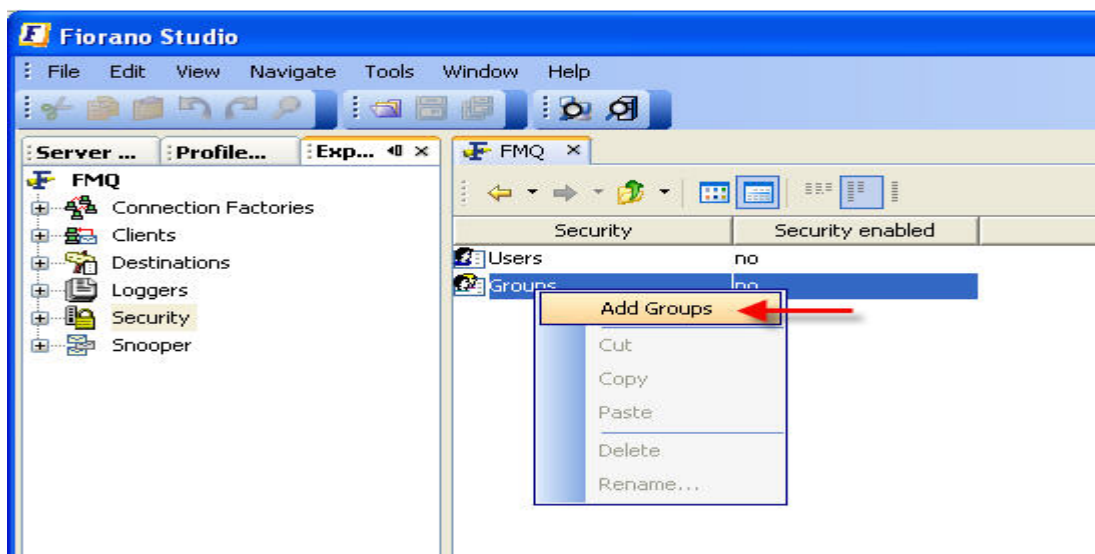 Fiorano Studio
File Edit View Navigate Tools Window Help
Server ... Profile... Exp...
FMQ
Connection Factories
Clients
Destinations
Loggers
Security
Snooper
FMQ
Security Security enabled
Users no
Groups no
Add Groups
Cut
Copy
Paste
Delete
Rename...